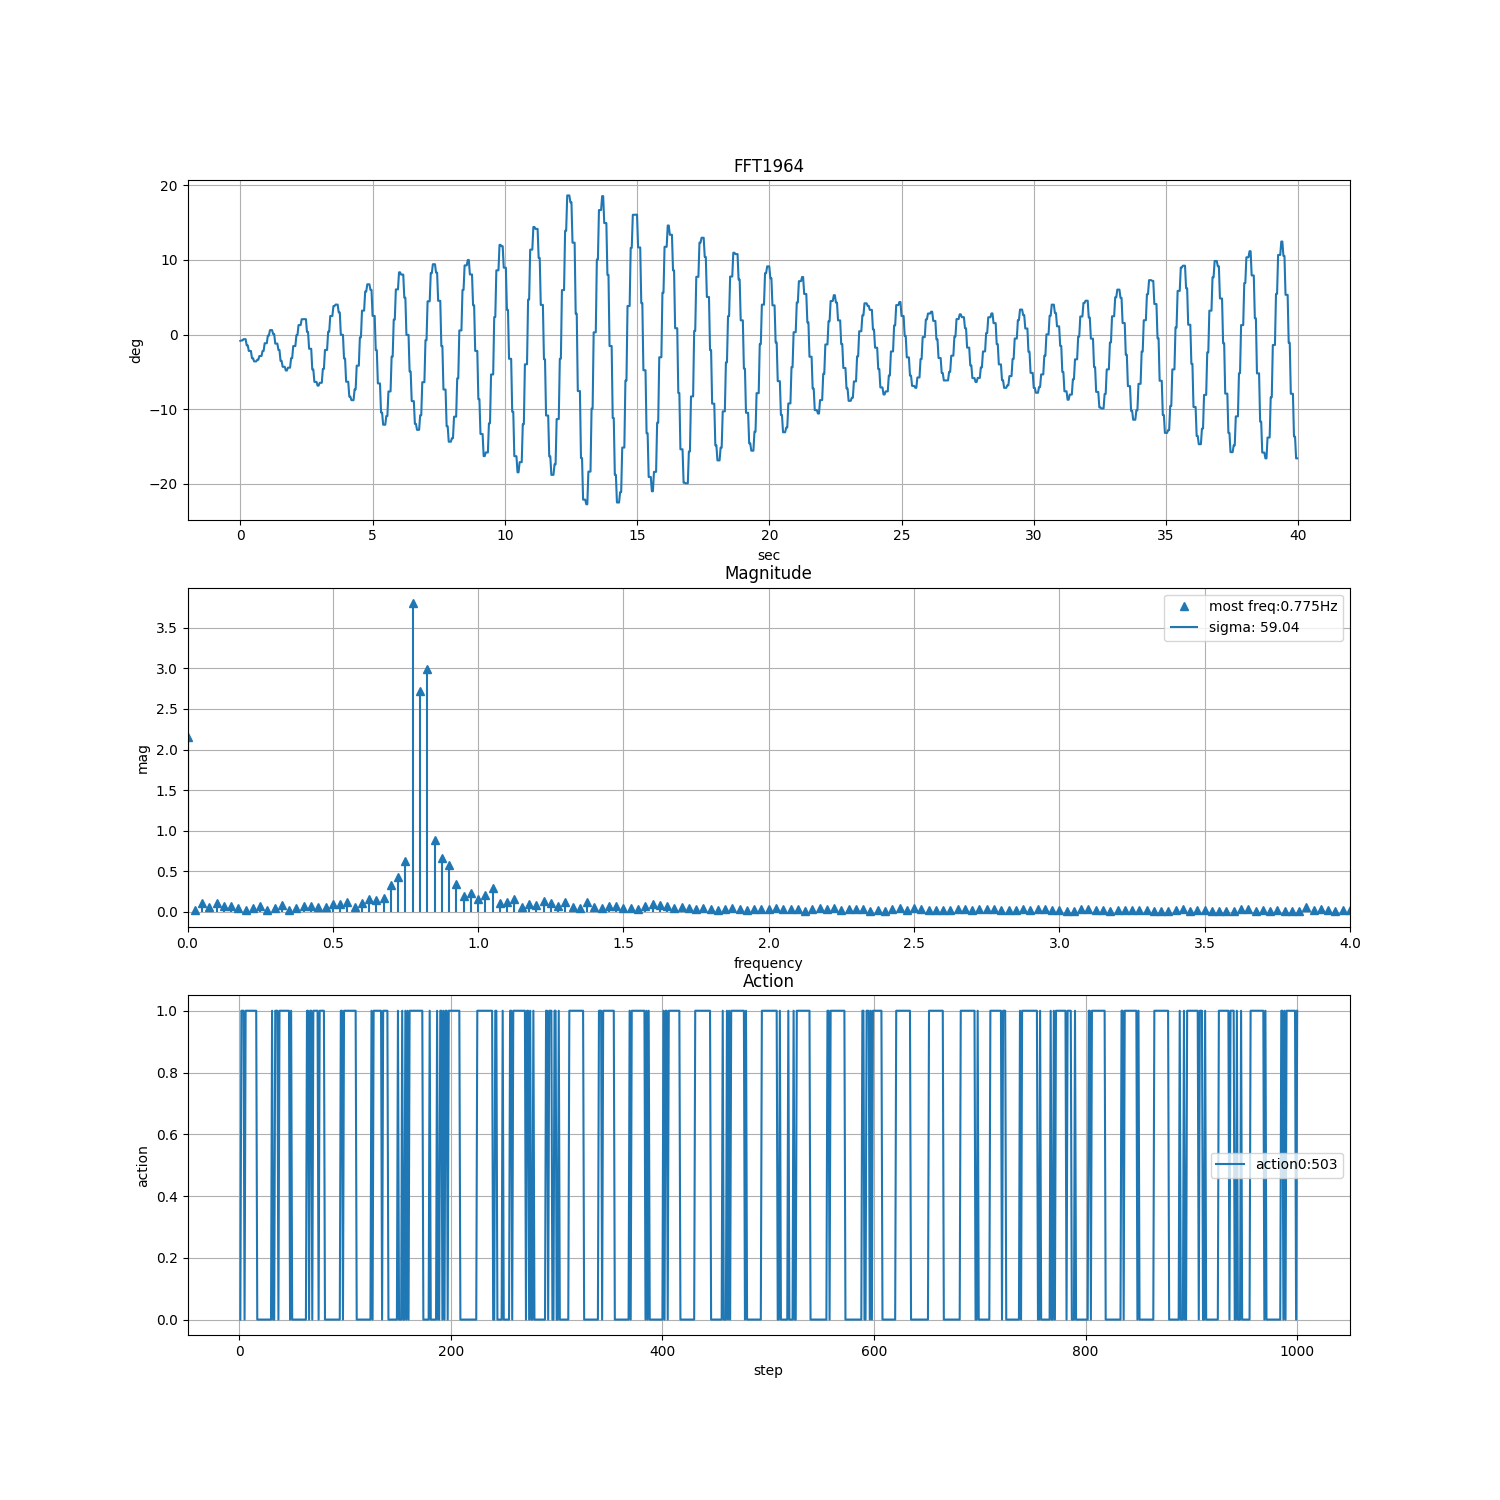 FFT1964
20
10
0
−10
−20
deg
0 5 10 15 20 25 30 35 40
sec
Magnitude
most freq:0.775Hz
sigma: 59.04
3.5
3.0
2.5
2.0
1.5
1.0
0.5
0.0
mag
0.0 0.5 1.0 1.5 2.0 2.5 3.0 3.5 4.0
frequency
Action
1.0
0.8
0.6
0.4
0.2
0.0
action
action0:503
0 200 400 600 800 1000
step